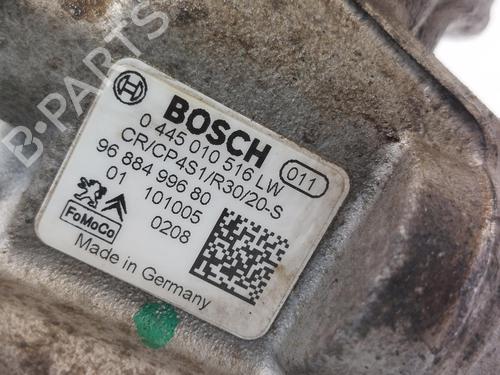 B-PARTS
BOSCH
0 445 010 516 LW
011
CR/CP4S1/R30/20-S
96 884 996 80
01 101005
0208
FoMoCo
Made in Germany